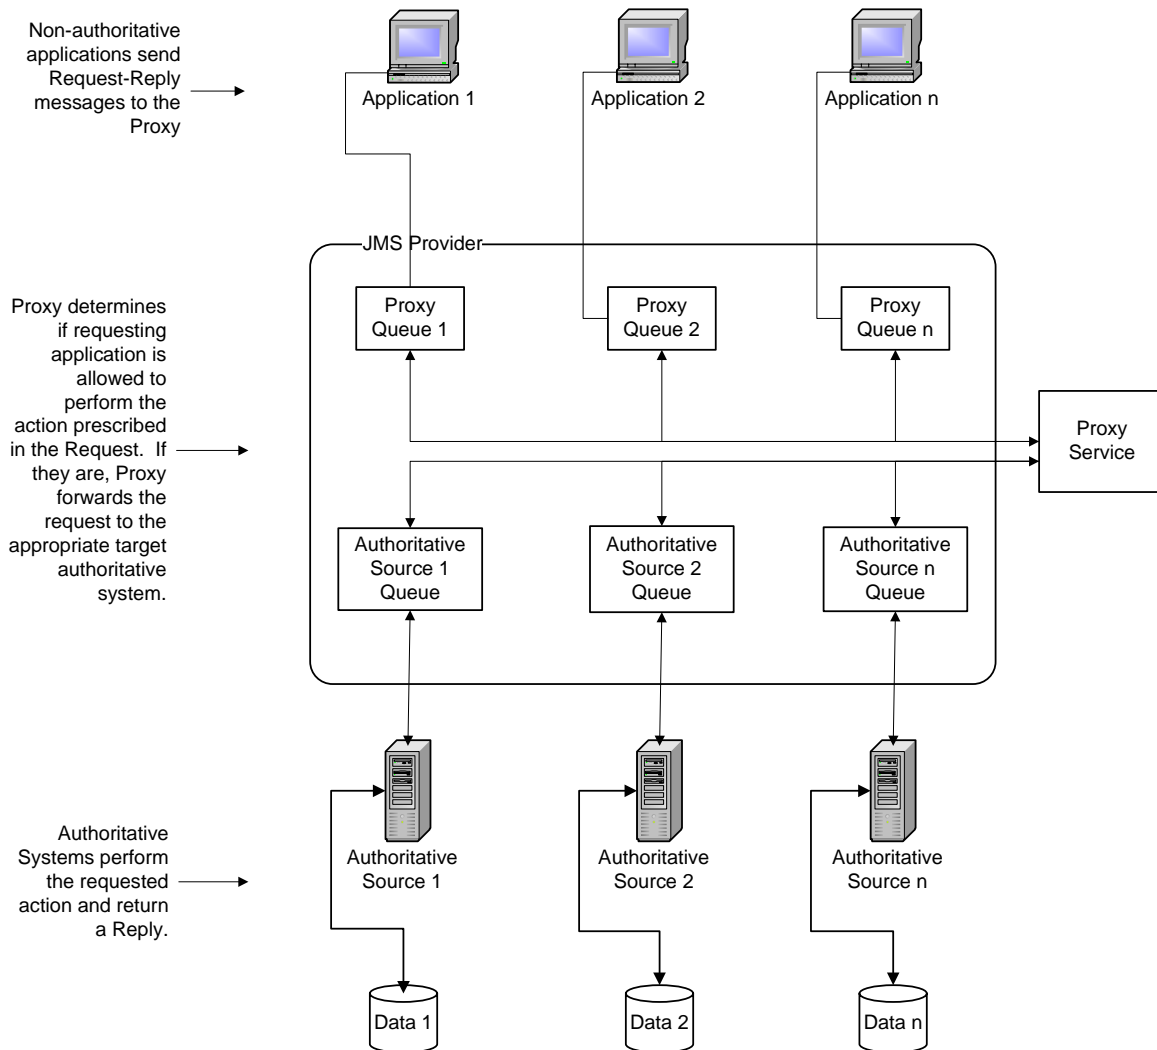 Non-authoritative
applications send
Request-Reply
messages to the
Proxy
Application 1
Application 2
Application n
JMS Provider
Proxy
Queue 1
Proxy
Queue 2
Proxy
Queue n
Proxy determines
if requesting
application is
allowed to
perform the
action prescribed
in the Request.  If
they are, Proxy
forwards the
request to the
appropriate target
authoritative
system.
Proxy
Service
Authoritative
Source 1
Queue
Authoritative
Source 2
Queue
Authoritative
Source n
Queue
Authoritative
Systems perform
the requested
action and return
a Reply.
Authoritative
Source 1
Authoritative
Source 2
Authoritative
Source n
Data 1
Data 2
Data n